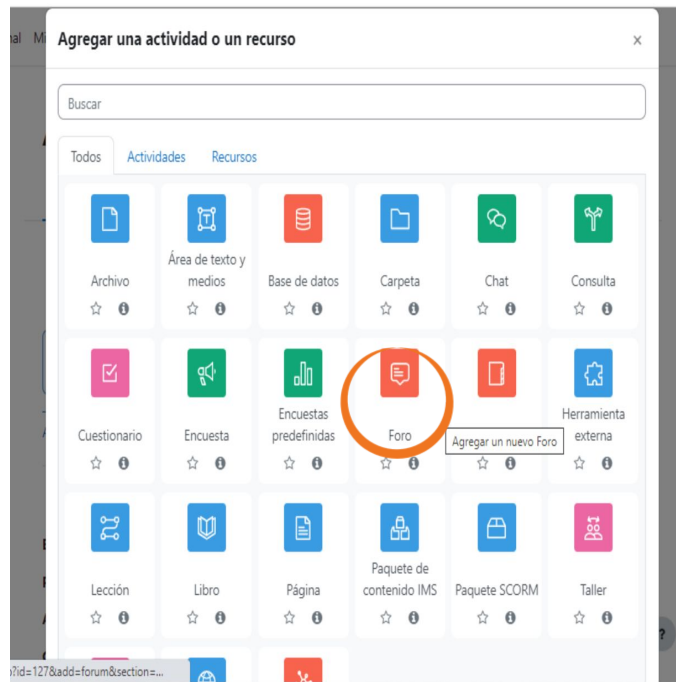 nal Mi
Agregar una actividad o un recurso
×
Buscar
Todos Actividades Recursos
Área de texto y
Archivo medios Base de datos Carpeta Chat Consulta
Encuestas Herramienta
Cuestionario Encuesta predefinidas Foro Agregar un nuevo Foro externa
Paquete de
Lección Libro Página contenido IMS Paquete SCORM Taller
?
o?id=127&add=forum&section=...